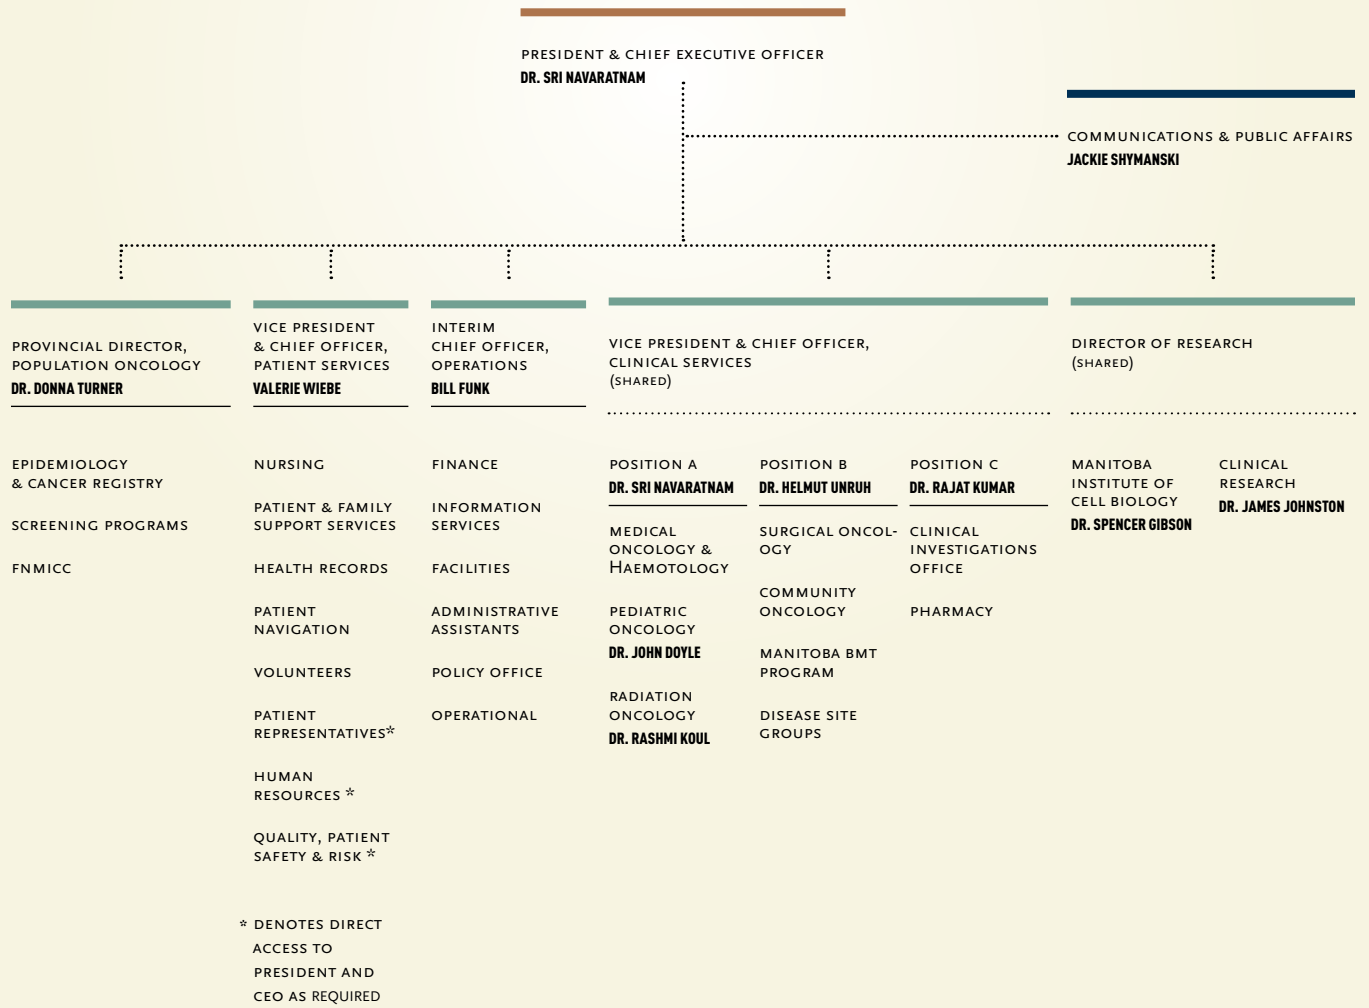 PRESIDENT & CHIEF EXECUTIVE OFFICER
DR. SRI NAVARATNAM
COMMUNICATIONS & PUBLIC AFFAIRS
JACKIE SHYMANSKI
PROVINCIAL DIRECTOR,
POPULATION ONCOLOGY
DR. DONNA TURNER
EPIDEMIOLOGY
& CANCER REGISTRY
SCREENING PROGRAMS
FNMICC
VICE PRESIDENT
& CHIEF OFFICER,
PATIENT SERVICES
VALERIE WIEBE
NURSING
PATIENT & FAMILY
SUPPORT SERVICES
HEALTH RECORDS
PATIENT
NAVIGATION
VOLUNTEERS
PATIENT
REPRESENTATIVES*
HUMAN
RESOURCES *
QUALITY, PATIENT
SAFETY & RISK *
* DENOTES DIRECT
ACCESS TO
PRESIDENT AND
CEO AS REQUIRED
INTERIM
CHIEF OFFICER,
OPERATIONS
BILL FUNK
FINANCE
INFORMATION
SERVICES
FACILITIES
ADMINISTRATIVE
ASSISTANTS
POLICY OFFICE
OPERATIONAL
VICE PRESIDENT & CHIEF OFFICER,
CLINICAL SERVICES
(SHARED)
POSITION A
DR. SRI NAVARATNAM
MEDICAL
ONCOLOGY &
HAEMOTOLOGY
PEDIATRIC
ONCOLOGY
DR. JOHN DOYLE
RADIATION
ONCOLOGY
DR. RASHMI KOUL
POSITION B
DR. HELMUT UNRUH
SURGICAL ONCOL-
OGY
COMMUNITY
ONCOLOGY
MANITOBA BMT
PROGRAM
DISEASE SITE
GROUPS
POSITION C
DR. RAJAT KUMAR
CLINICAL
INVESTIGATIONS
OFFICE
PHARMACY
DIRECTOR OF RESEARCH
(SHARED)
MANITOBA
INSTITUTE OF
CELL BIOLOGY
DR. SPENCER GIBSON
CLINICAL
RESEARCH
DR. JAMES JOHNSTON